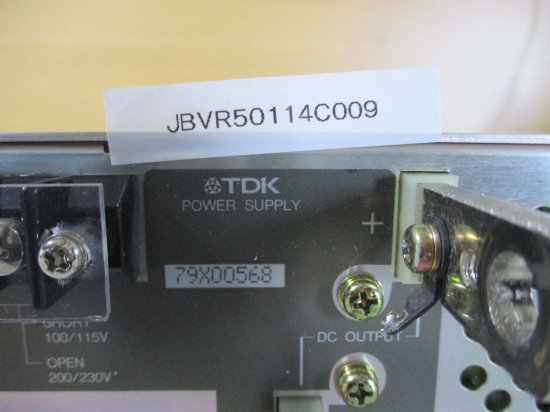 JBVR50114C009
TDK
POWER SUPPLY
+
79X00568
SHORT
100/115V
DC OUTPUT
OPEN
200/230V